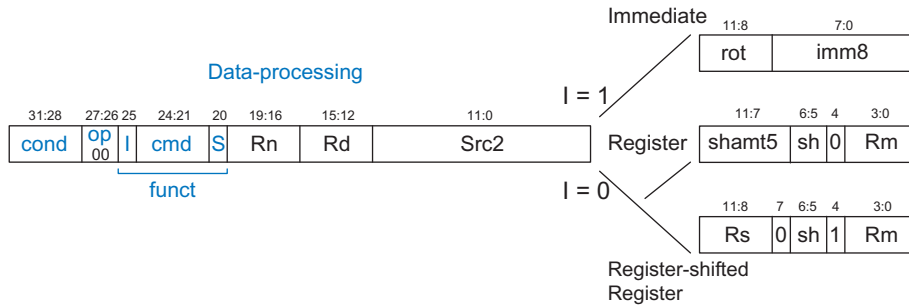 Immediate
11:8 7:0
rot imm8
Data-processing
I = 1
31:28 27:26 25 24:21 20 19:16 15:12 11:0
cond op 00 I cmd S Rn Rd Src2
funct
Register
11:7 6:5 4 3:0
shamt5 sh 0 Rm
I = 0
11:8 7 6:5 4 3:0
Rs 0 sh 1 Rm
Register-shifted
Register